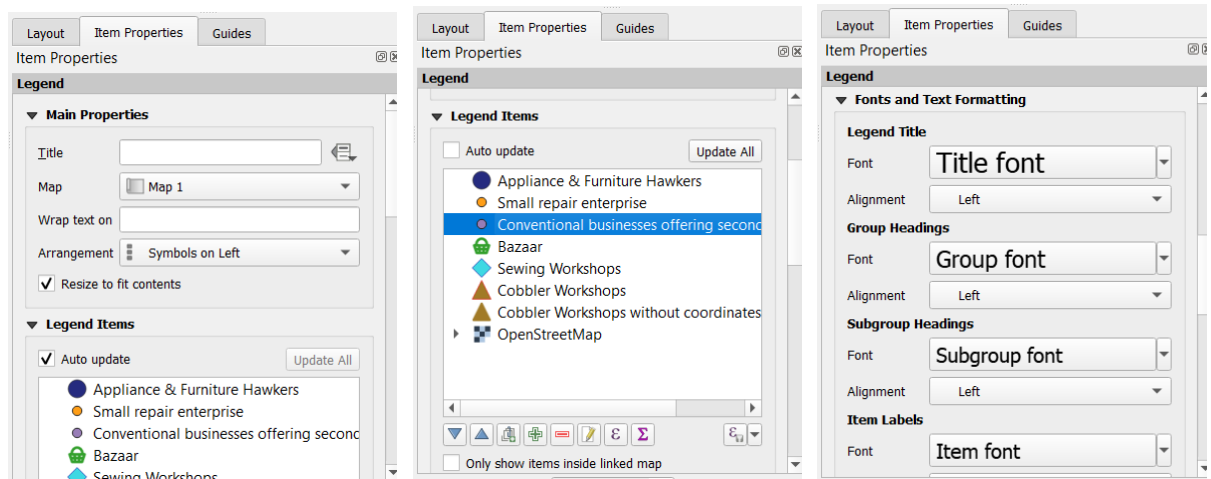 Layout Item Properties Guides
Item Properties
Legend
Main Properties
Title
Map Map 1
Wrap text on
Arrangement Symbols on Left
Resize to fit contents
Legend Items
Auto update Update All
Appliance & Furniture Hawkers
Small repair enterprise
Conventional businesses offering second
Bazaar
Sewing Workshops
Layout Item Properties Guides
Item Properties
Legend
Legend Items
Auto update Update All
Appliance & Furniture Hawkers
Small repair enterprise
Conventional businesses offering second
Bazaar
Sewing Workshops
Cobbler Workshops
Cobbler Workshops without coordinates
OpenStreetMap
ε Σ ε
Only show items inside linked map
Layout Item Properties Guides
Item Properties
Legend
Fonts and Text Formatting
Legend Title
Font Title font
Alignment Left
Group Headings
Font Group font
Alignment Left
Subgroup Headings
Font Subgroup font
Alignment Left
Item Labels
Font Item font